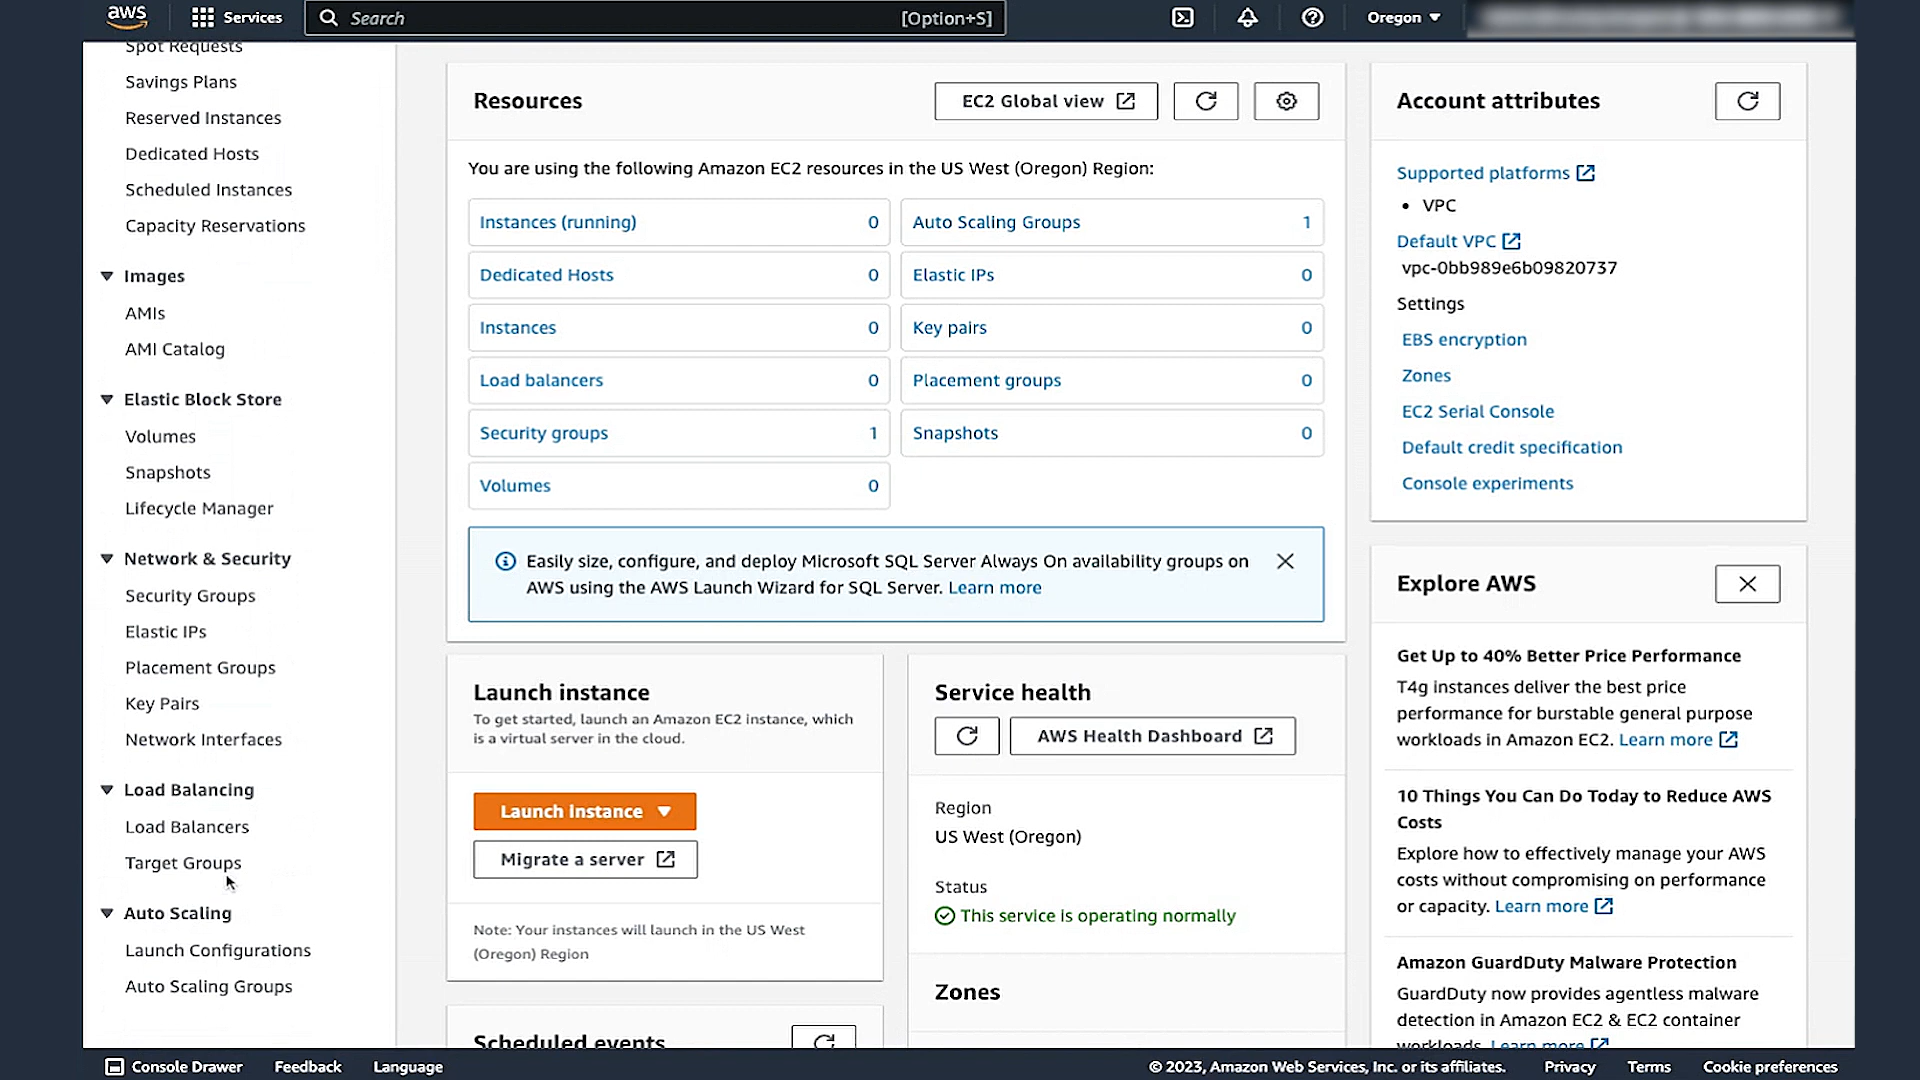 aws
Services
Search
[Option+S]
Oregon
Spot Requests
Savings Plans
Reserved Instances
Dedicated Hosts
Scheduled Instances
Capacity Reservations
Images
AMIs
AMI Catalog
Elastic Block Store
Volumes
Snapshots
Lifecycle Manager
Network & Security
Security Groups
Elastic IPs
Placement Groups
Key Pairs
Network Interfaces
Load Balancing
Load Balancers
Target Groups
Auto Scaling
Launch Configurations
Auto Scaling Groups
Resources
EC2 Global view
You are using the following Amazon EC2 resources in the US West (Oregon) Region:
Instances (running) 0
Auto Scaling Groups 1
Dedicated Hosts 0
Elastic IPs 0
Instances 0
Key pairs 0
Load balancers 0
Placement groups 0
Security groups 1
Snapshots 0
Volumes 0
Easily size, configure, and deploy Microsoft SQL Server Always On availability groups on
AWS using the AWS Launch Wizard for SQL Server. Learn more
Launch instance
To get started, launch an Amazon EC2 instance, which
is a virtual server in the cloud.
Launch instance
Migrate a server
Note: Your instances will launch in the US West
(Oregon) Region
Scheduled events
Service health
AWS Health Dashboard
Region
US West (Oregon)
Status
This service is operating normally
Zones
Account attributes
Supported platforms
• VPC
Default VPC
vpc-0bb989e6b09820737
Settings
EBS encryption
Zones
EC2 Serial Console
Default credit specification
Console experiments
Explore AWS
Get Up to 40% Better Price Performance
T4g instances deliver the best price
performance for burstable general purpose
workloads in Amazon EC2. Learn more
10 Things You Can Do Today to Reduce AWS
Costs
Explore how to effectively manage your AWS
costs without compromising on performance
or capacity. Learn more
Amazon GuardDuty Malware Protection
GuardDuty now provides agentless malware
detection in Amazon EC2 & EC2 container
workloads. Learn more
Console Drawer
Feedback
Language
© 2023, Amazon Web Services, Inc. or its affiliates.
Privacy
Terms
Cookie preferences